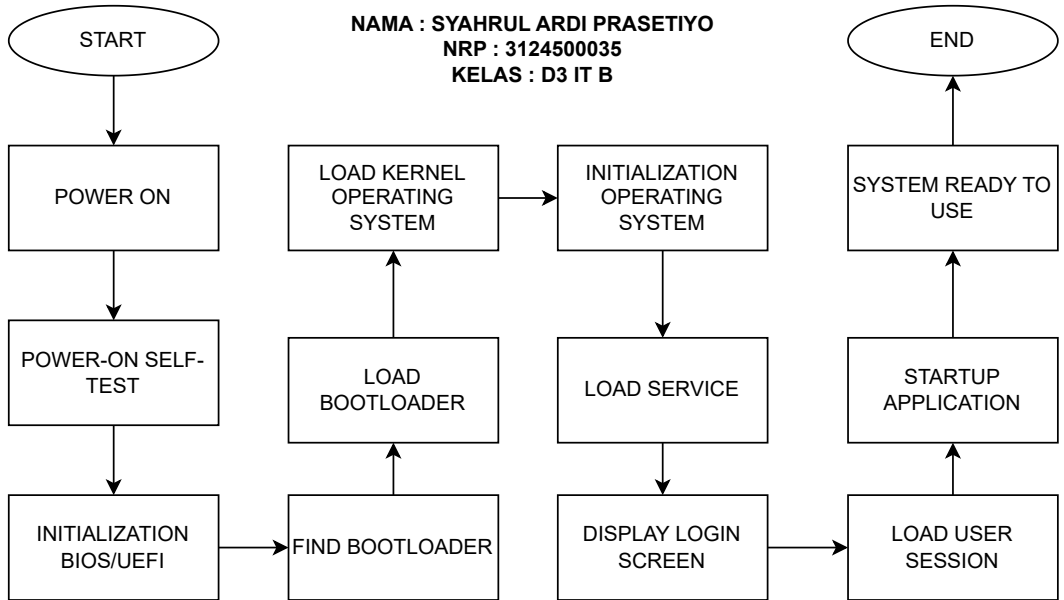 START
NAMA : SYAHRUL ARDI PRASETIYO
NRP : 3124500035
KELAS : D3 IT B
END
POWER ON
LOAD KERNEL
OPERATING
SYSTEM
INITIALIZATION
OPERATING
SYSTEM
SYSTEM READY TO
USE
POWER-ON SELF-
TEST
LOAD
BOOTLOADER
LOAD SERVICE
STARTUP
APPLICATION
INITIALIZATION
BIOS/UEFI
FIND BOOTLOADER
DISPLAY LOGIN
SCREEN
LOAD USER
SESSION